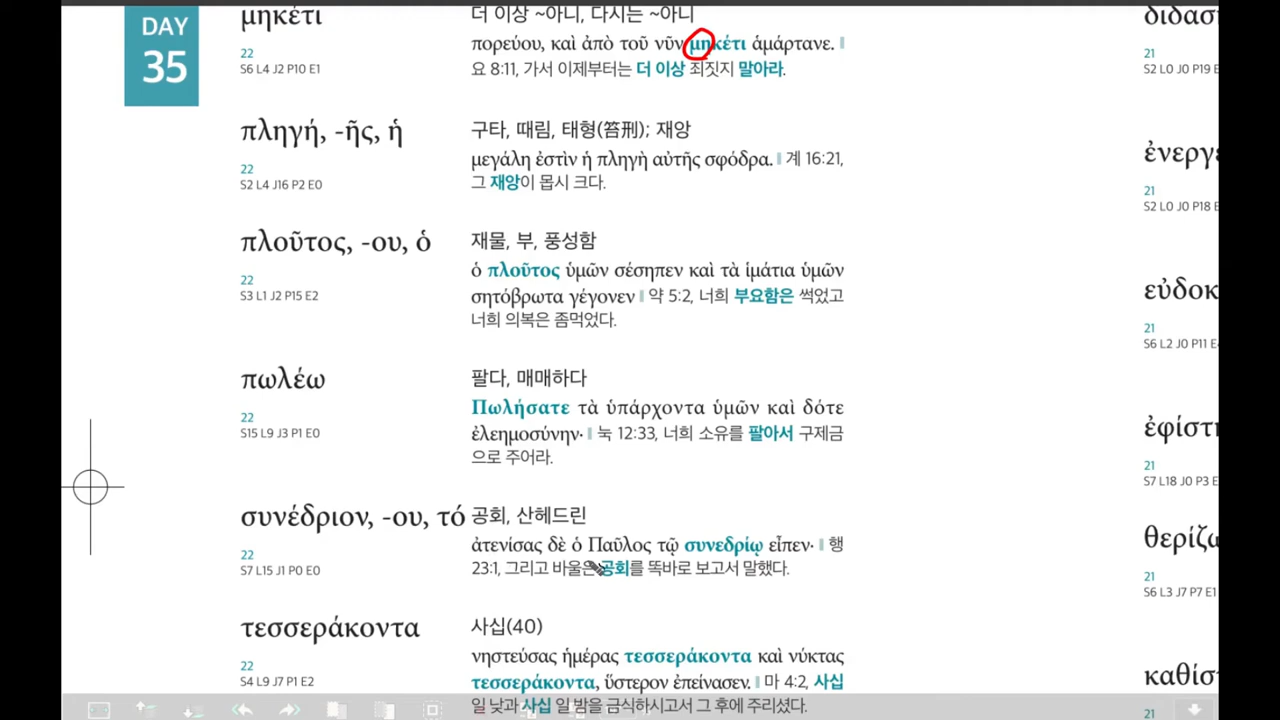 DAY
35
μηκέτι
22
S6 L4 J2 P10 E1
더 이상 ~아니, 다시는 ~아니
πορεύου, καὶ ἀπὸ τοῦ νῦν μηκέτι ἁμάρτανε.
요 8:11, 가서 이제부터는 더 이상 죄짓지 말아라.
πληγή, -ῆς, ἡ
22
S2 L4 J16 P2 E0
구타, 때림, 태형(笞刑); 재앙
μεγάλη ἐστὶν ἡ πληγὴ αὐτῆς σφόδρα. 계 16:21,
그 재앙이 몹시 크다.
πλοῦτος, -ου, ὁ
22
S3 L1 J2 P15 E2
재물, 부, 풍성함
ὁ πλοῦτος ὑμῶν σέσηπεν καὶ τὰ ἱμάτια ὑμῶν
σητόβρωτα γέγονεν 약 5:2, 너희 부요함은 썩었고
너희 의복은 좀먹었다.
πωλέω
22
S15 L9 J3 P1 E0
팔다, 매매하다
Πωλήσατε τὰ ὑπάρχοντα ὑμῶν καὶ δότε
ἐλεημοσύνην· 눅 12:33, 너희 소유를 팔아서 구제금
으로 주어라.
συνέδριον, -ου, τό
22
S7 L15 J1 P0 E0
공회, 산헤드린
ἀτενίσας δὲ ὁ Παῦλος τῷ συνεδρίῳ εἶπεν· 행
23:1, 그리고 바울은 공회를 똑바로 보고서 말했다.
τεσσεράκοντα
22
S4 L9 J7 P1 E2
사십(40)
νηστεύσας ἡμέρας τεσσεράκοντα καὶ νύκτας
τεσσεράκοντα, ὕστερον ἐπείνασεν. 마 4:2, 사십
일 낮과 사십 일 밤을 금식하시고서 그 후에 주리셨다.
21
S2 L0 J0 P19 E
ἐνεργε
21
S2 L0 J0 P18 E
εὐδοκ
21
S6 L2 J0 P11 E
ἐφίστη
21
S7 L18 J0 P3 E
θερίζω
21
S6 L3 J7 P7 E1
καθίστ
21